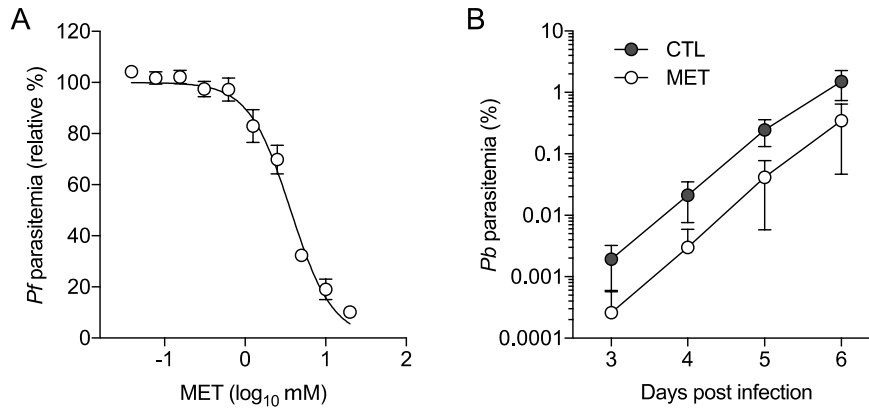 A
Pf parasitemia (relative %)
120
100
80
60
40
20
0
-1
0
1
2
MET (log10 mM)
B
CTL
MET
Pb parasitemia (%)
1
0.1
0.01
0.001
0.0001
3
4
5
6
Days post infection